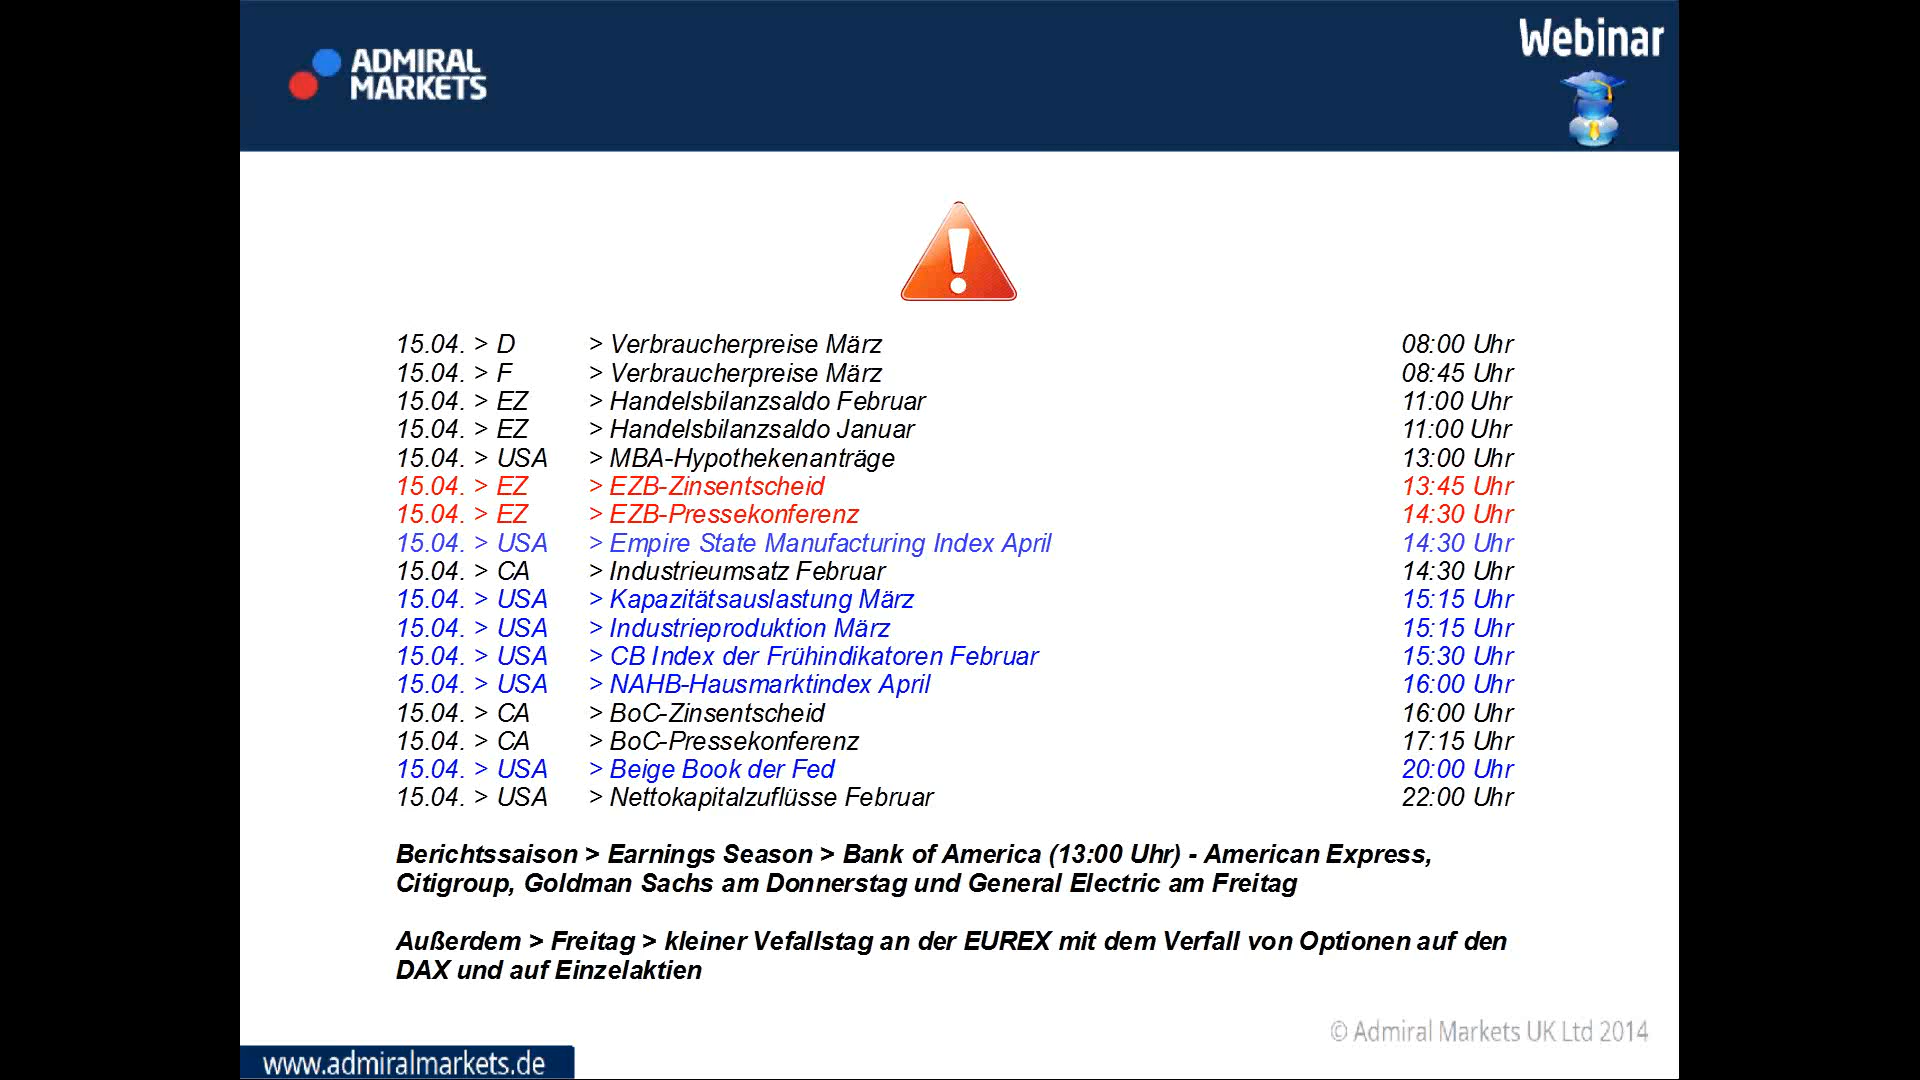 ADMIRAL
MARKETS
Webinar
15.04. > D > Verbraucherpreise März 08:00 Uhr
15.04. > F > Verbraucherpreise März 08:45 Uhr
15.04. > EZ > Handelsbilanzsaldo Februar 11:00 Uhr
15.04. > EZ > Handelsbilanzsaldo Januar 11:00 Uhr
15.04. > USA > MBA-Hypothekenanträge 13:00 Uhr
15.04. > EZ > EZB-Zinsentscheid 13:45 Uhr
15.04. > EZ > EZB-Pressekonferenz 14:30 Uhr
15.04. > USA > Empire State Manufacturing Index April 14:30 Uhr
15.04. > CA > Industrieumsatz Februar 14:30 Uhr
15.04. > USA > Kapazitätsauslastung März 15:15 Uhr
15.04. > USA > Industrieproduktion März 15:15 Uhr
15.04. > USA > CB Index der Frühindikatoren Februar 15:30 Uhr
15.04. > USA > NAHB-Hausmarktindex April 16:00 Uhr
15.04. > CA > BoC-Zinsentscheid 16:00 Uhr
15.04. > CA > BoC-Pressekonferenz 17:15 Uhr
15.04. > USA > Beige Book der Fed 20:00 Uhr
15.04. > USA > Nettokapitalzuflüsse Februar 22:00 Uhr
Berichtssaison > Earnings Season > Bank of America (13:00 Uhr) - American Express,
Citigroup, Goldman Sachs am Donnerstag und General Electric am Freitag
Außerdem > Freitag > kleiner Vefallstag an der EUREX mit dem Verfall von Optionen auf den
DAX und auf Einzelaktien
© Admiral Markets UK Ltd 2014
www.admiralmarkets.de